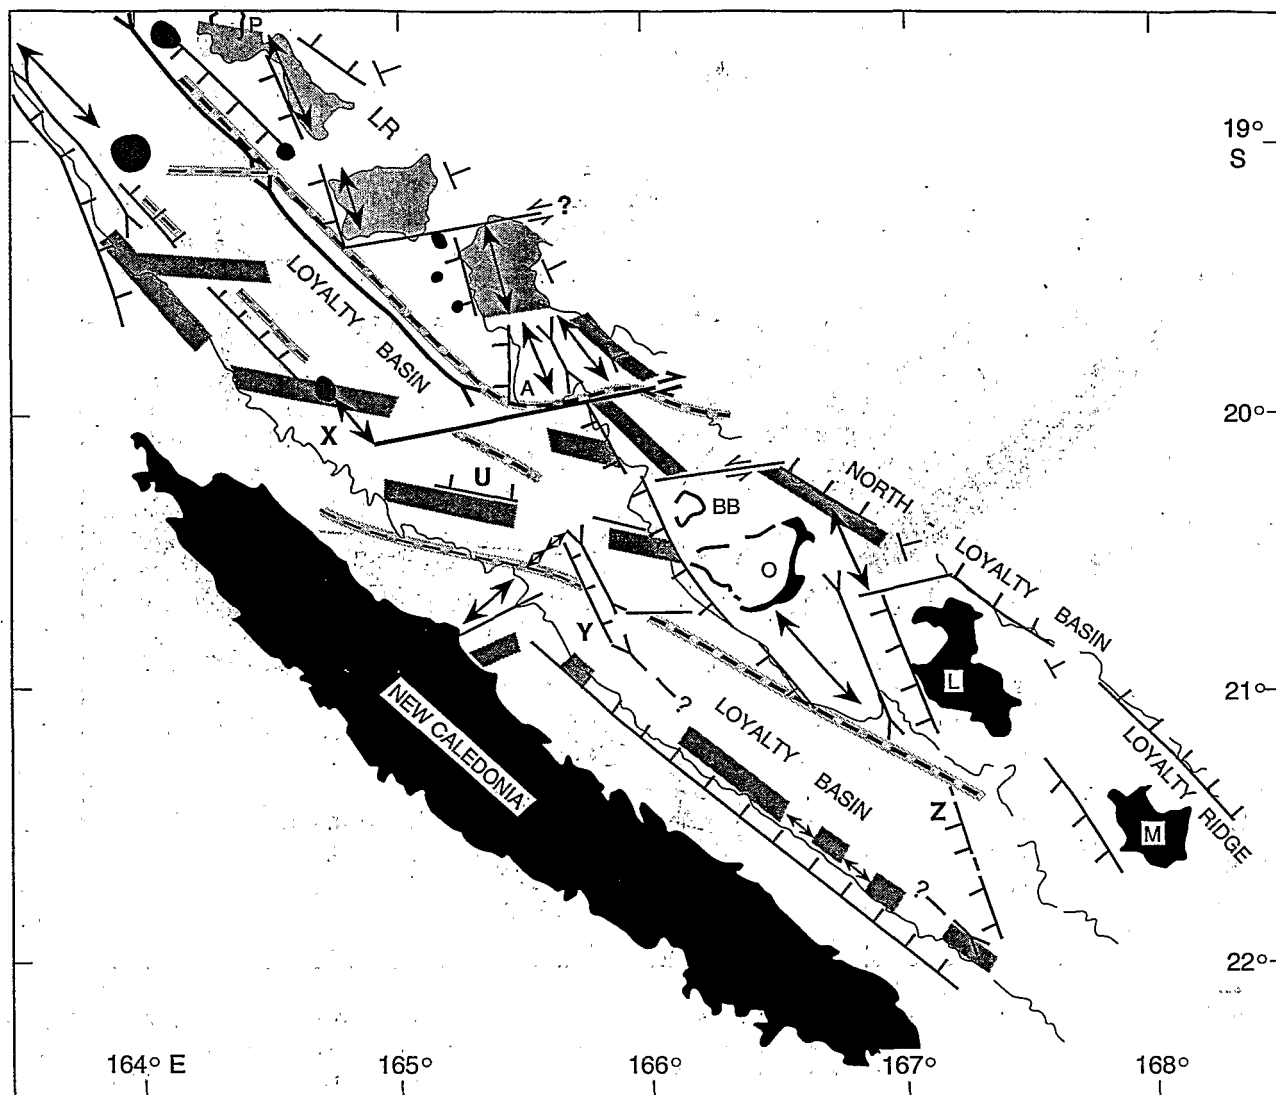 P
LR
19°
S
?
LOYALTY
BASIN
A
20°
X
U
NORTH
BB
LOYALTY
BASIN
O
Y
L
21°
?
NEW CALEDONIA
LOYALTY
BASIN
LOYALTY RIDGE
Z
M
?
22°
164° E
165°
166°
167°
168°